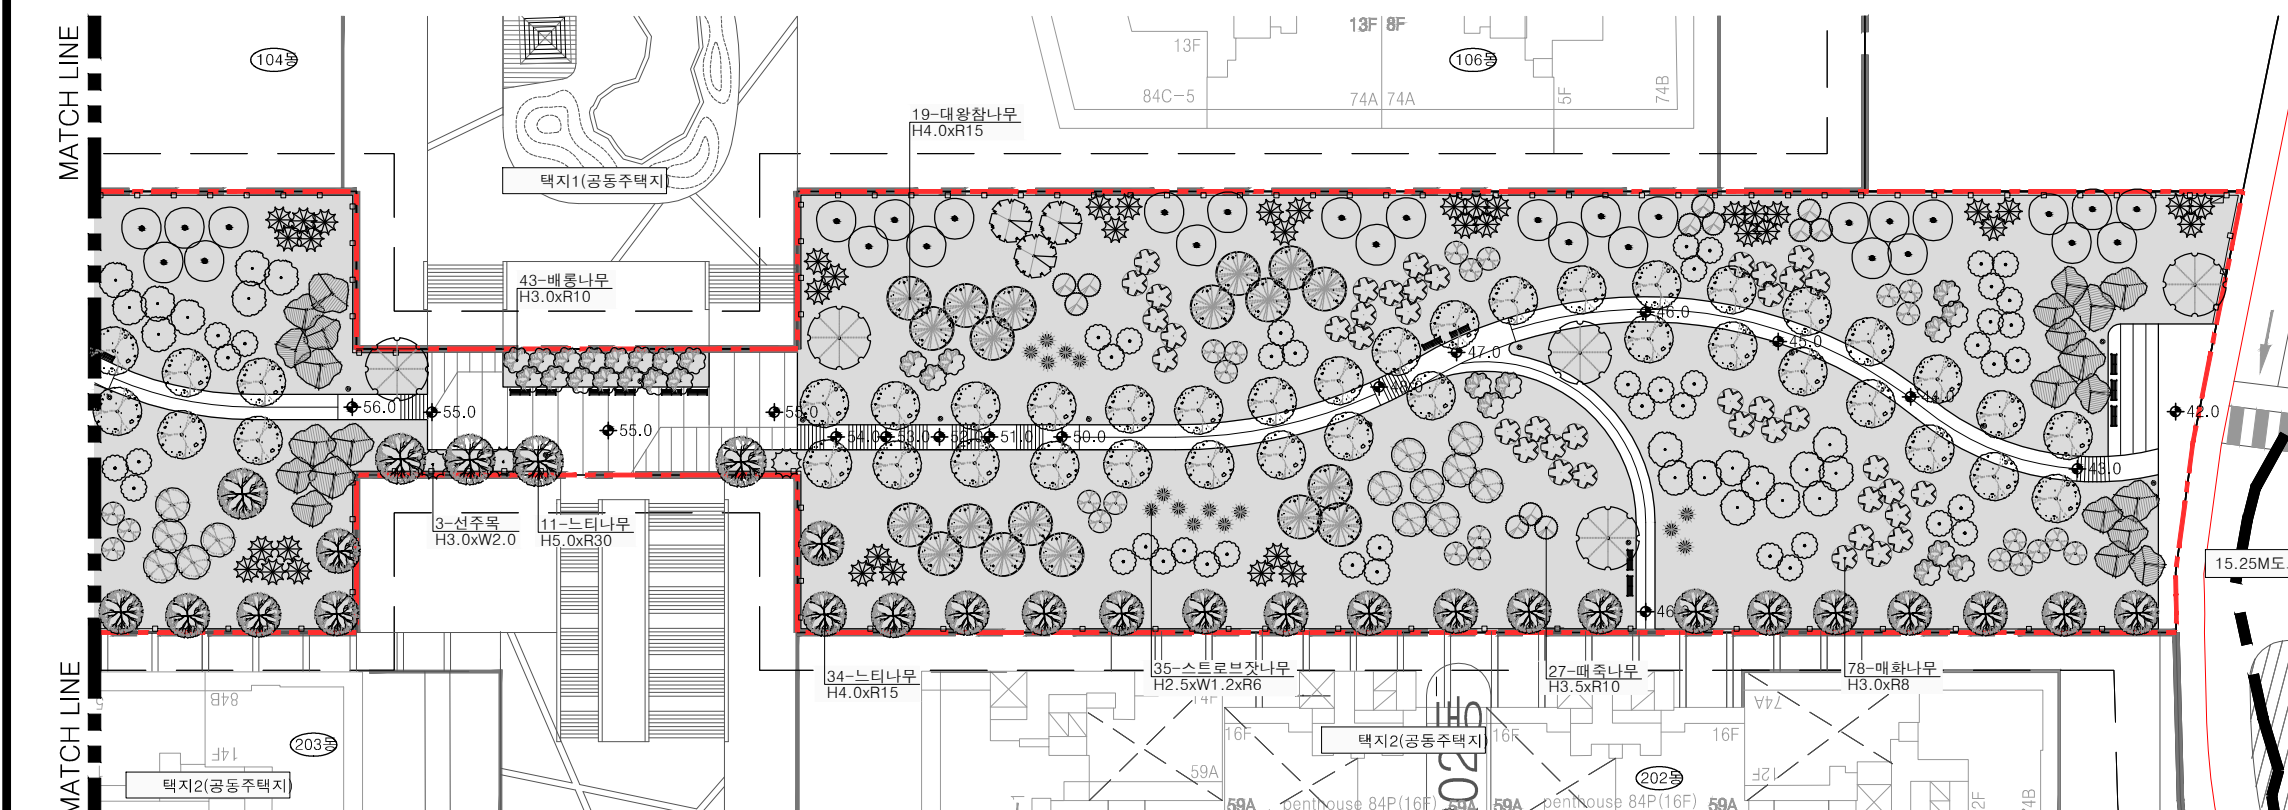 MATCH LINE
104동
13F 8F
13F
106동
84C-5
74A 74A
5F
74B
19-대왕참나무
H4.0xR15
택지1(공동주택지)
43-배롱나무
H3.0xR10
46.0
45.0
47.0
44.0
56.0
55.0
55.0
55.0
54.0
53.0
51.0
50.0
42.0
43.0
3-선주목
H3.0xW2.0
11-느티나무
H5.0xR30
15.25M도
34-느티나무
H4.0xR15
35-스트로브잣나무
H2.5xW1.2xR6
27-때죽나무
H3.5xR10
78-매화나무
H3.0xR8
MATCH LINE
84B
14F
203동
택지2(공동주택지)
14F
16F
택지2(공동주택지)
16F
74A
16F
59A
202동
12F
59A
penthouse 84P(16F)
59A
59A
penthouse 84P(16F)
59A